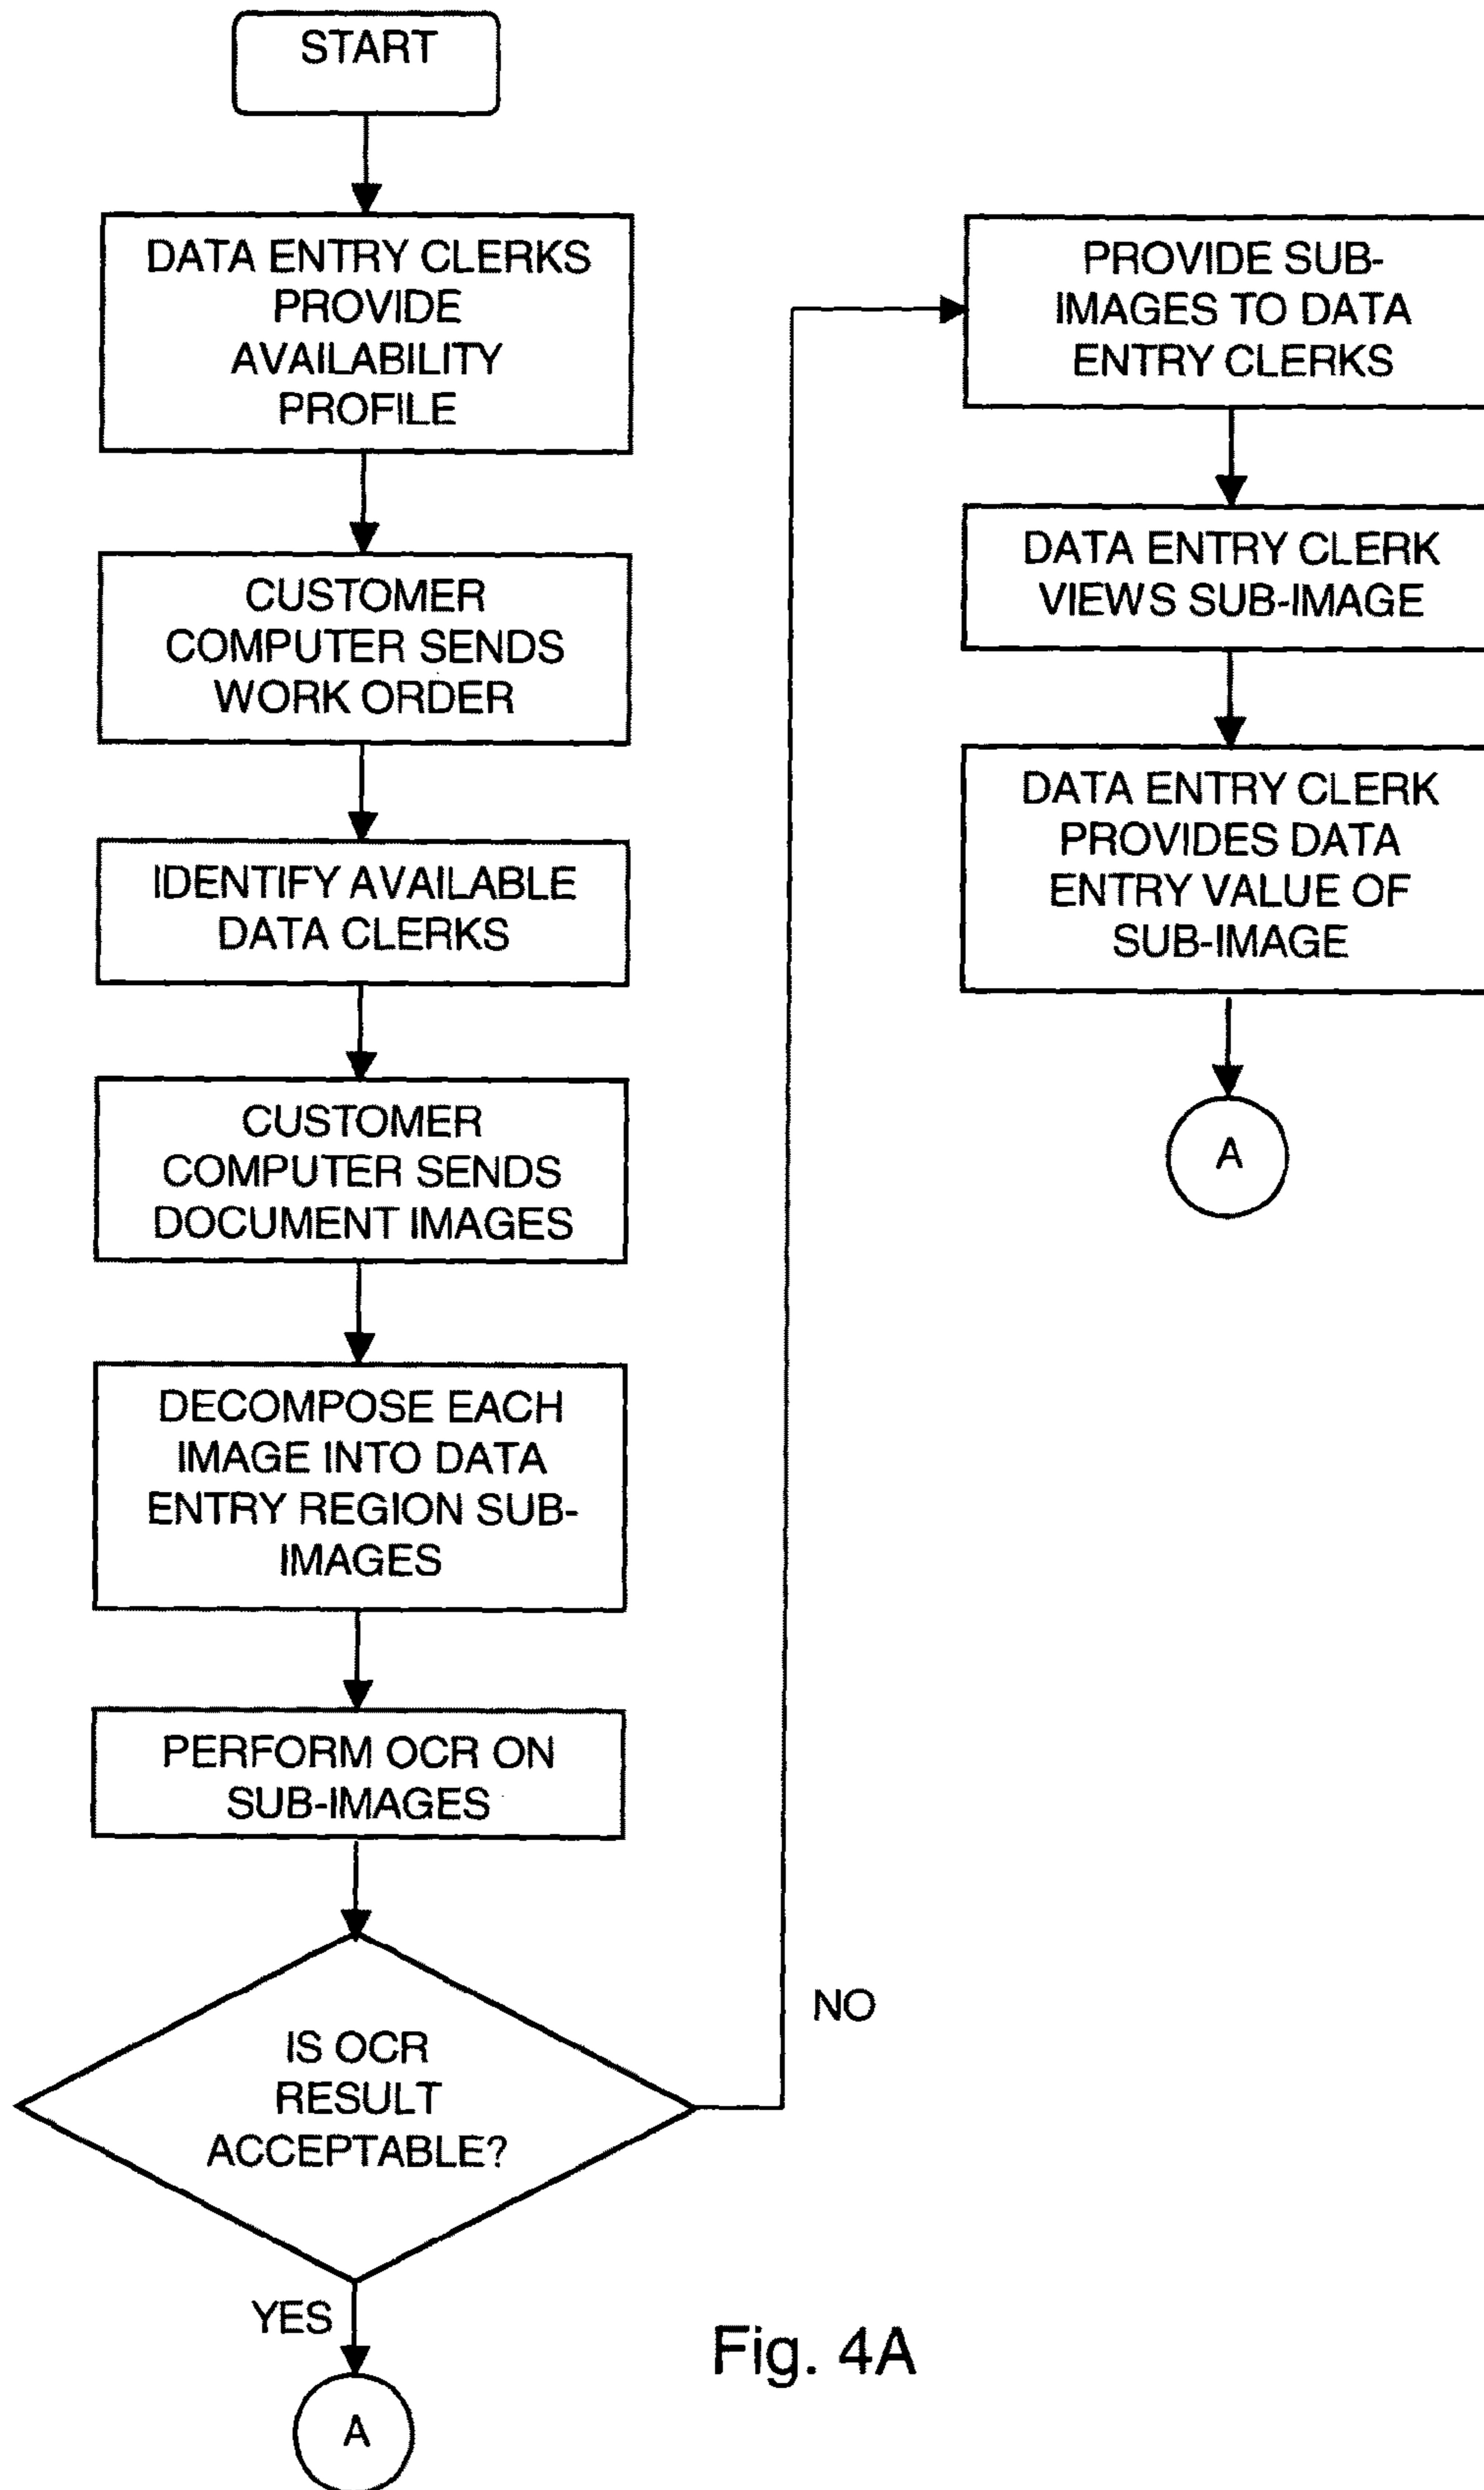 START
DATA ENTRY CLERKS
PROVIDE
AVAILABILITY
PROFILE
CUSTOMER
COMPUTER SENDS
WORK ORDER
IDENTIFY AVAILABLE
DATA CLERKS
CUSTOMER
COMPUTER SENDS
DOCUMENT IMAGES
DECOMPOSE EACH
IMAGE INTO DATA
ENTRY REGION SUB-
IMAGES
PERFORM OCR ON
SUB-IMAGES
IS OCR
RESULT
ACCEPTABLE?
YES
A
NO
PROVIDE SUB-
IMAGES TO DATA
ENTRY CLERKS
DATA ENTRY CLERK
VIEWS SUB-IMAGE
DATA ENTRY CLERK
PROVIDES DATA
ENTRY VALUE OF
SUB-IMAGE
A
Fig. 4A